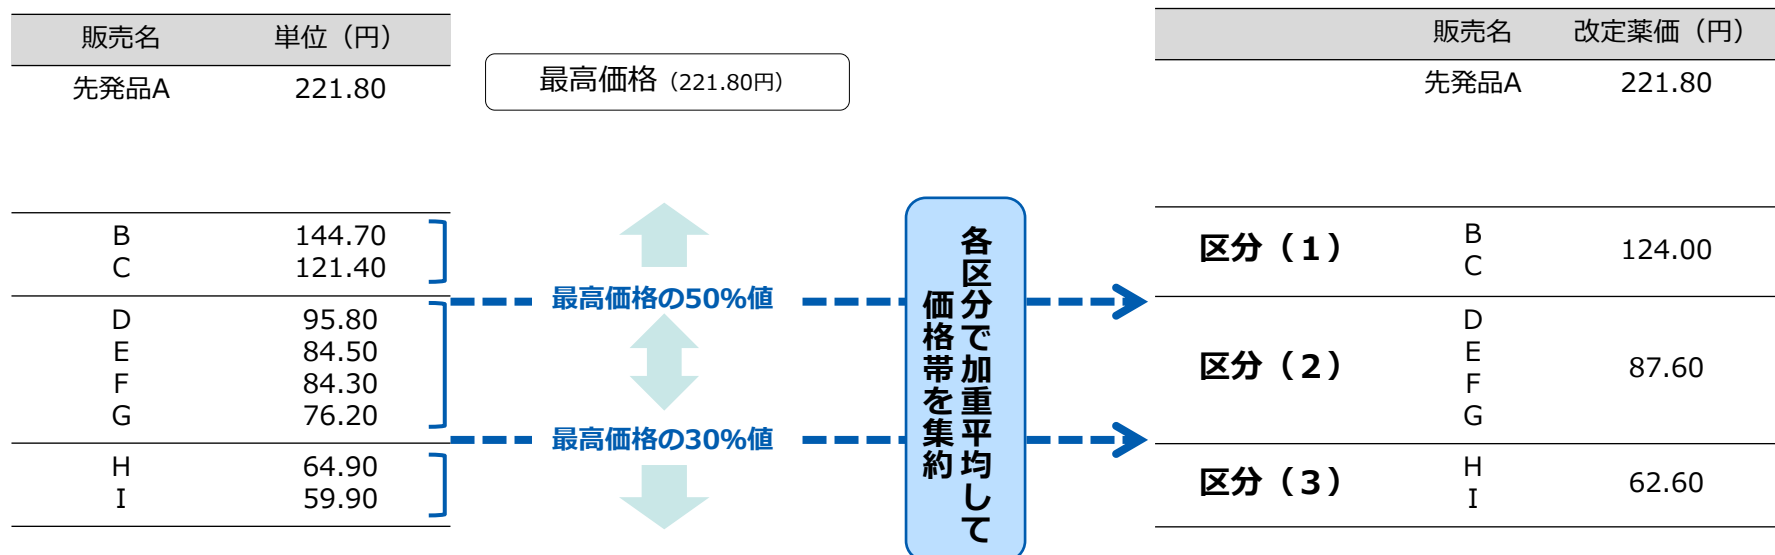 販売名 単位（円）
先発品A 221.80
B 144.70
C 121.40
D 95.80
E 84.50
F 84.30
G 76.20
H 64.90
I 59.90
最高価格（221.80円）
最高価格の50%値
最高価格の30%値
各区分で加重平均して
価格帯を集約
販売名 改定薬価（円）
先発品A 221.80
区分（1） B 124.00
C
区分（2） D 87.60
E
F
G
区分（3） H 62.60
I